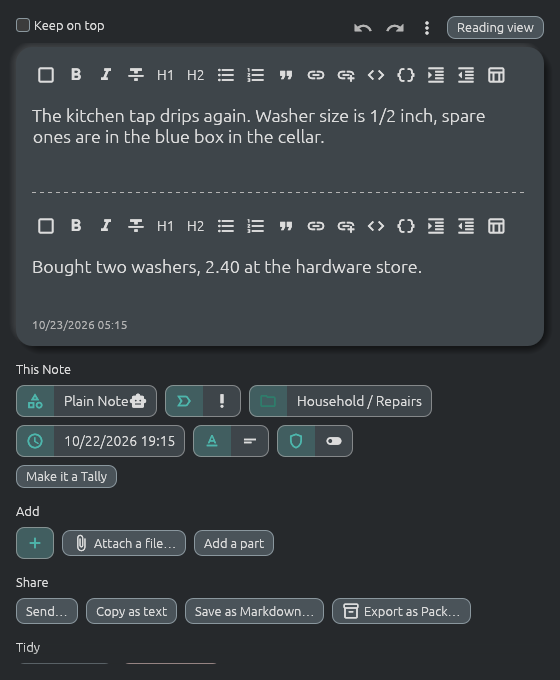 Keep on top
Reading view
H1 H2
The kitchen tap drips again. Washer size is 1/2 inch, spare
ones are in the blue box in the cellar.
H1 H2
Bought two washers, 2.40 at the hardware store.
10/23/2026 05:15
This Note
Plain Note
Household / Repairs
10/22/2026 19:15
Make it a Tally
Add
Attach a file…
Add a part
Share
Send…
Copy as text
Save as Markdown…
Export as Pack…
Tidy